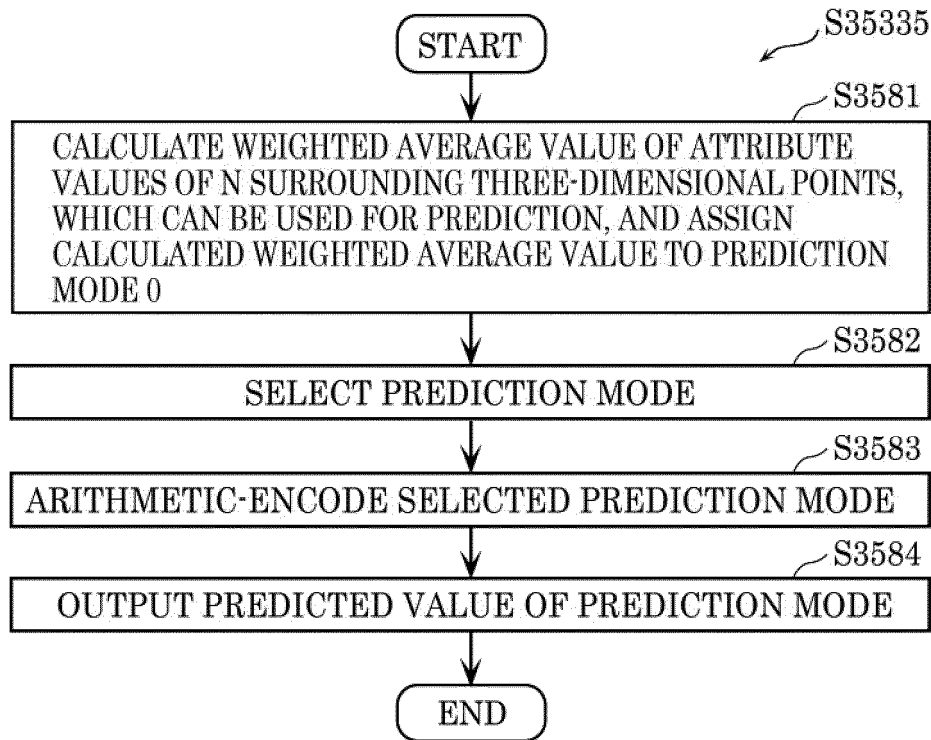 START
S35335
S3581
CALCULATE WEIGHTED AVERAGE VALUE OF ATTRIBUTE
VALUES OF N SURROUNDING THREE-DIMENSIONAL POINTS,
WHICH CAN BE USED FOR PREDICTION, AND ASSIGN
CALCULATED WEIGHTED AVERAGE VALUE TO PREDICTION
MODE 0
S3582
SELECT PREDICTION MODE
S3583
ARITHMETIC-ENCODE SELECTED PREDICTION MODE
S3584
OUTPUT PREDICTED VALUE OF PREDICTION MODE
END